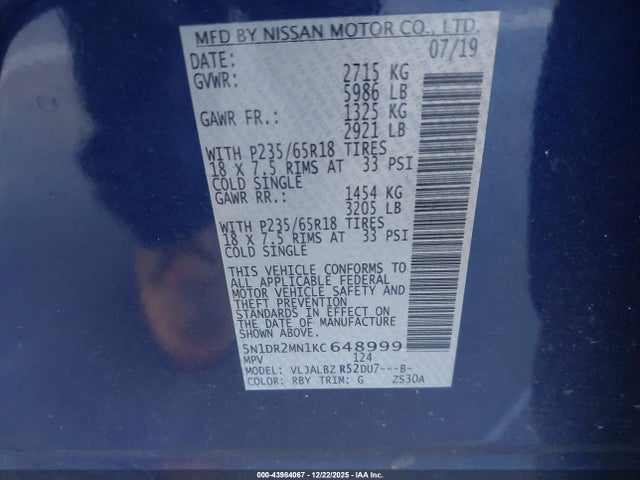 MFD BY NISSAN MOTOR CO., LTD.
DATE: 07/19
GVWR: 2715 KG
5986 LB
GAWR FR.: 1325 KG
2921 LB
WITH P235/65R18 TIRES
18 X 7.5 RIMS AT 33 PSI
COLD SINGLE
GAWR RR.: 1454 KG
3205 LB
WITH P235/65R18 TIRES
18 X 7.5 RIMS AT 33 PSI
COLD SINGLE
THIS VEHICLE CONFORMS TO
ALL APPLICABLE FEDERAL
MOTOR VEHICLE SAFETY AND
THEFT PREVENTION
STANDARDS IN EFFECT ON
THE DATE OF MANUFACTURE
SHOWN ABOVE.
5N1DR2MN1KC648999
MPV 124
MODEL: VLJALBZ R52DU7---B-
COLOR: RBY TRIM: G ZS30A
000-43984067 - 12/22/2025 - IAA Inc.